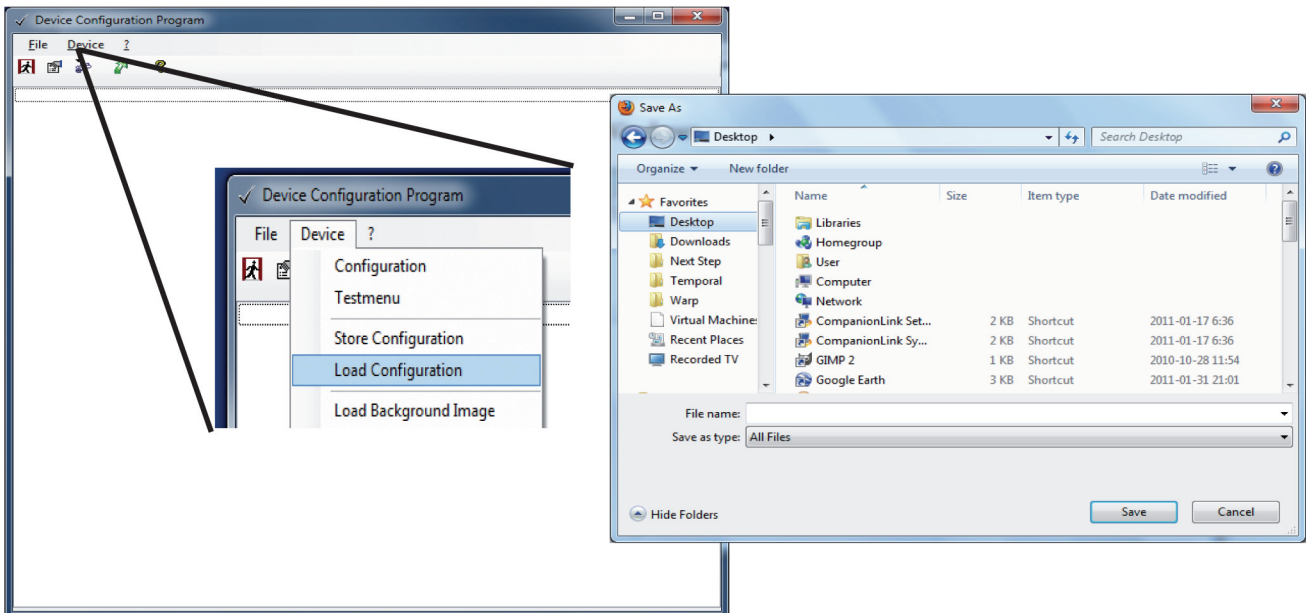 Device Configuration Program
File Device ?
Device Configuration Program
File Device ?
Configuration
Testmenu
Store Configuration
Load Configuration
Load Background Image
Save As
Desktop
Search Desktop
Organize New folder
Favorites
Desktop
Downloads
Next Step
Temporal
Warp
Virtual Machine
Recent Places
Recorded TV
Name Size Item type Date modified
Libraries
Homegroup
User
Computer
Network
CompanionLink Set... 2 KB Shortcut 2011-01-17 6:36
CompanionLink Sy... 2 KB Shortcut 2011-01-17 6:36
GIMP 2 1 KB Shortcut 2010-10-28 11:54
Google Earth 3 KB Shortcut 2011-01-31 21:01
File name:
Save as type: All Files
Hide Folders Save Cancel